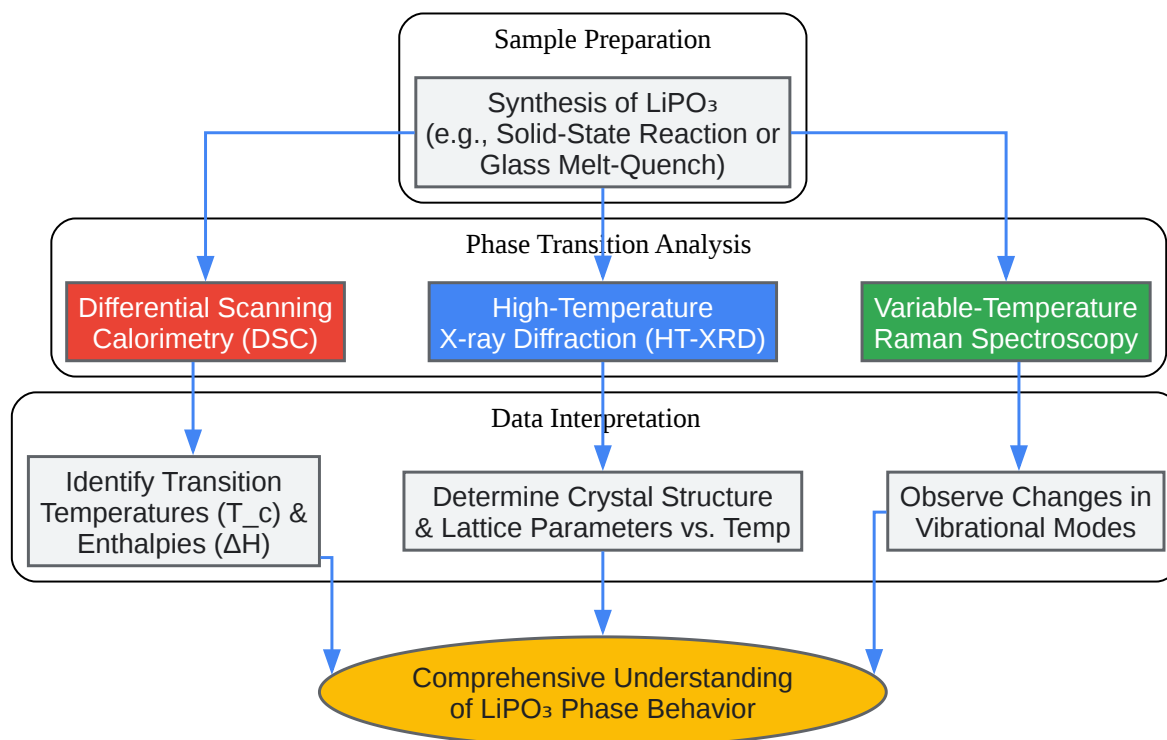 Sample Preparation
Synthesis of LiPO₃
(e.g., Solid-State Reaction or
Glass Melt-Quench)
Phase Transition Analysis
Differential Scanning
Calorimetry (DSC)
High-Temperature
X-ray Diffraction (HT-XRD)
Variable-Temperature
Raman Spectroscopy
Data Interpretation
Identify Transition
Temperatures (T_c) &
Enthalpies (ΔH)
Determine Crystal Structure
& Lattice Parameters vs. Temp
Observe Changes in
Vibrational Modes
Comprehensive Understanding
of LiPO₃ Phase Behavior